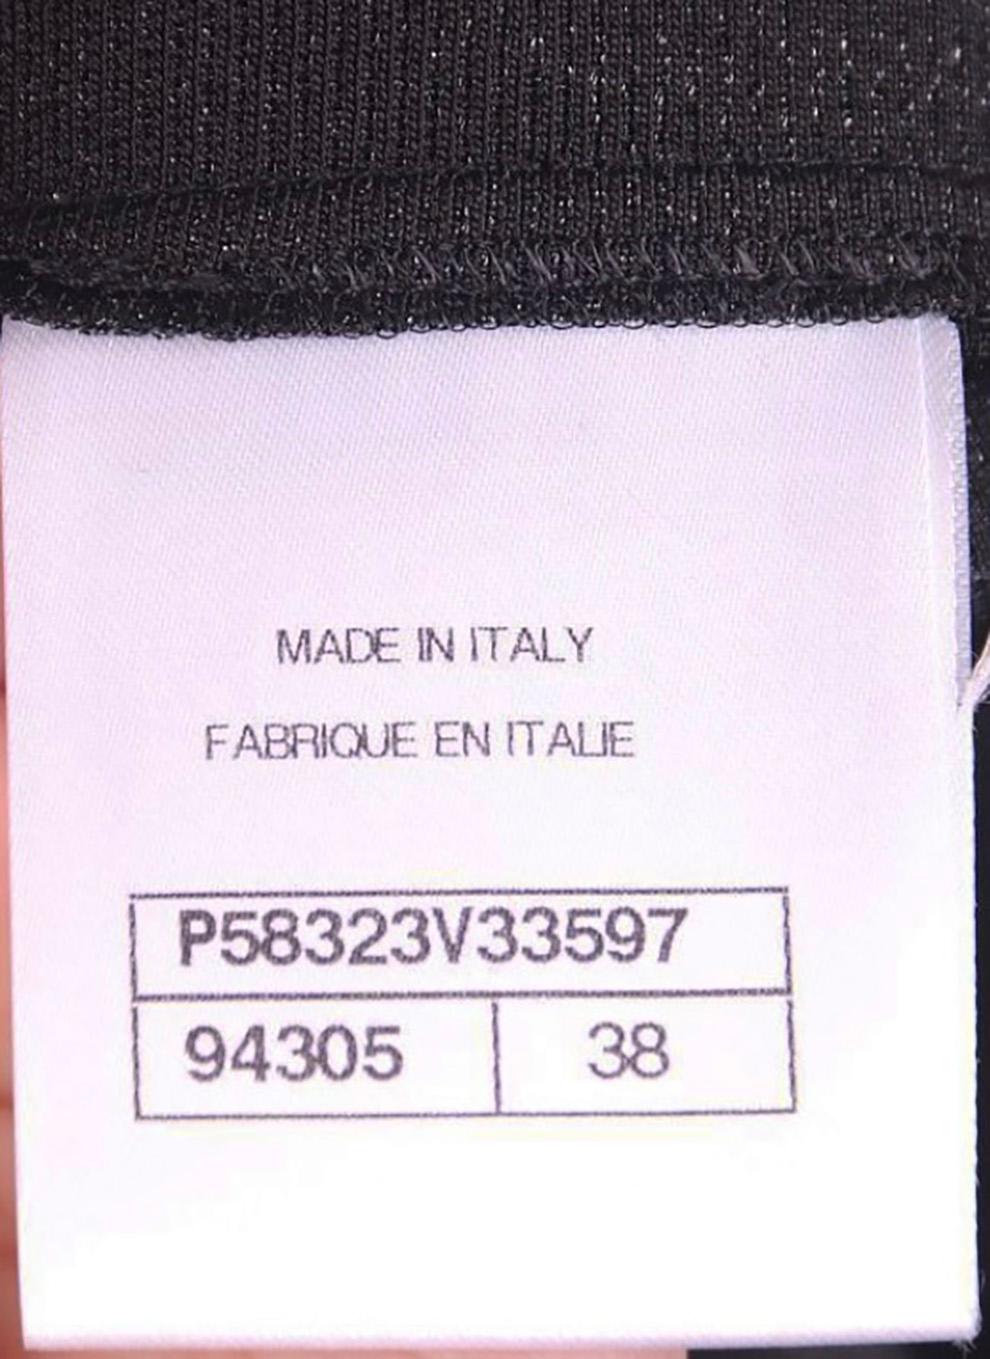 MADE IN ITALY
FABRIQUE EN ITALIE
P58323V33597
94305 38